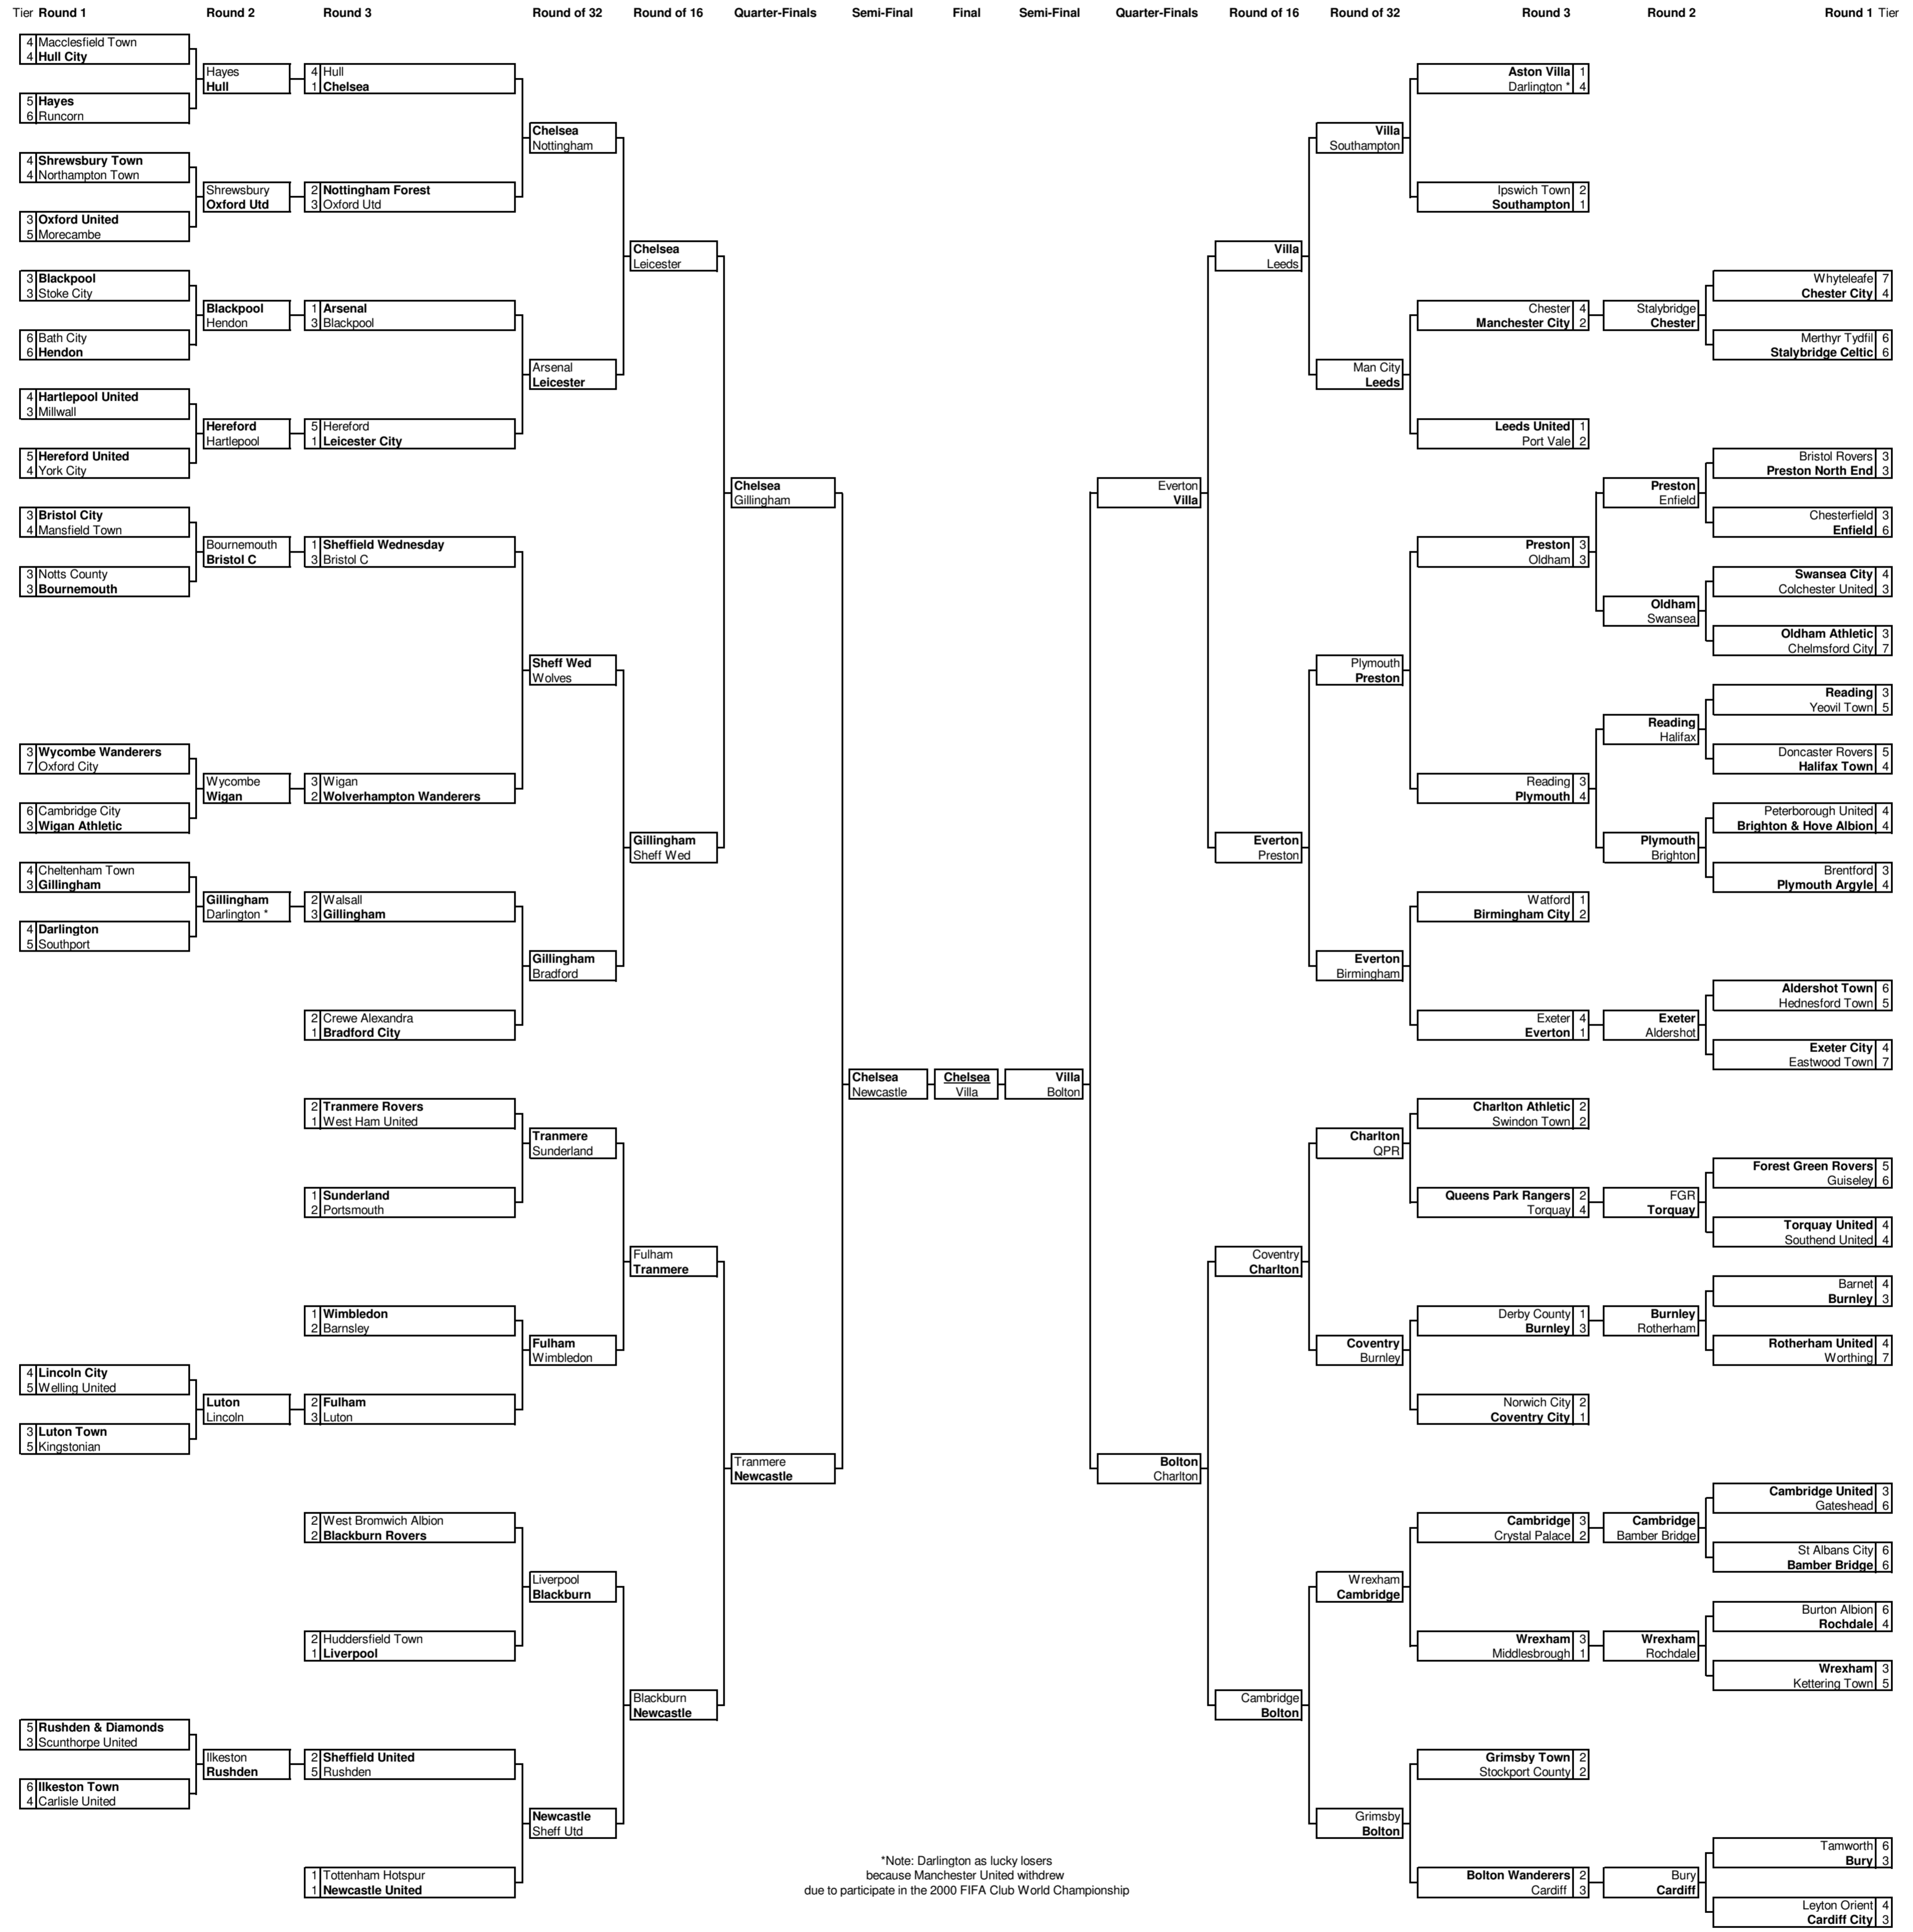 Tier Round 1 Round 2 Round 3 Round of 32 Round of 16 Quarter-Finals Semi-Final Final Semi-Final Quarter-Finals Round of 16 Round of 32 Round 3 Round 2 Round 1 Tier
4 Macclesfield Town
4 Hull City
5 Hayes
6 Runcorn
4 Shrewsbury Town
4 Northampton Town
3 Oxford United
5 Morecambe
3 Blackpool
3 Stoke City
6 Bath City
6 Hendon
4 Hartlepool United
3 Millwall
5 Hereford United
4 York City
3 Bristol City
4 Mansfield Town
3 Notts County
3 Bournemouth
3 Wycombe Wanderers
7 Oxford City
6 Cambridge City
3 Wigan Athletic
4 Cheltenham Town
3 Gillingham
4 Darlington
5 Southport
4 Lincoln City
5 Welling United
3 Luton Town
5 Kingstonian
5 Rushden & Diamonds
3 Scunthorpe United
6 Ilkeston Town
4 Carlisle United
Hayes
Hull
Shrewsbury
Oxford Utd
Blackpool
Hendon
Hereford
Hartlepool
Bournemouth
Bristol C
Wycombe
Wigan
Gillingham
Darlington *
Luton
Lincoln
Ilkeston
Rushden
4 Hull
1 Chelsea
2 Nottingham Forest
3 Oxford Utd
1 Arsenal
3 Blackpool
5 Hereford
1 Leicester City
1 Sheffield Wednesday
3 Bristol C
3 Wigan
2 Wolverhampton Wanderers
2 Walsall
3 Gillingham
2 Crewe Alexandra
1 Bradford City
2 Tranmere Rovers
1 West Ham United
1 Sunderland
2 Portsmouth
1 Wimbledon
2 Barnsley
2 Fulham
3 Luton
2 West Bromwich Albion
2 Blackburn Rovers
2 Huddersfield Town
1 Liverpool
2 Sheffield United
5 Rushden
1 Tottenham Hotspur
1 Newcastle United
Chelsea
Nottingham
Arsenal
Leicester
Sheff Wed
Wolves
Gillingham
Bradford
Tranmere
Sunderland
Fulham
Wimbledon
Liverpool
Blackburn
Newcastle
Sheff Utd
Chelsea
Leicester
Gillingham
Sheff Wed
Fulham
Tranmere
Blackburn
Newcastle
Chelsea
Gillingham
Tranmere
Newcastle
Chelsea
Newcastle
Chelsea
Villa
Villa
Bolton
Everton
Villa
Bolton
Charlton
Villa
Leeds
Everton
Preston
Coventry
Charlton
Cambridge
Bolton
Villa
Southampton
Man City
Leeds
Plymouth
Preston
Everton
Birmingham
Charlton
QPR
Coventry
Burnley
Wrexham
Cambridge
Grimsby
Bolton
Aston Villa 1
Darlington * 4
Ipswich Town 2
Southampton 1
Chester 4
Manchester City 2
Leeds United 1
Port Vale 2
Preston 3
Oldham 3
Reading 3
Plymouth 4
Watford 1
Birmingham City 2
Exeter 4
Everton 1
Charlton Athletic 2
Swindon Town 2
Queens Park Rangers 2
Torquay 4
Derby County 1
Burnley 3
Norwich City 2
Coventry City 1
Cambridge 3
Crystal Palace 2
Wrexham 3
Middlesbrough 1
Grimsby Town 2
Stockport County 2
Bolton Wanderers 2
Cardiff 3
Stalybridge
Chester
Preston
Enfield
Oldham
Swansea
Reading
Halifax
Plymouth
Brighton
Exeter
Aldershot
FGR
Torquay
Burnley
Rotherham
Cambridge
Bamber Bridge
Wrexham
Rochdale
Bury
Cardiff
Whyteleafe 7
Chester City 4
Merthyr Tydfil 6
Stalybridge Celtic 6
Bristol Rovers 3
Preston North End 3
Chesterfield 3
Enfield 6
Swansea City 4
Colchester United 3
Oldham Athletic 3
Chelmsford City 7
Reading 3
Yeovil Town 5
Doncaster Rovers 5
Halifax Town 4
Peterborough United 4
Brighton & Hove Albion 4
Brentford 3
Plymouth Argyle 4
Aldershot Town 6
Hednesford Town 5
Exeter City 4
Eastwood Town 7
Forest Green Rovers 5
Guiseley 6
Torquay United 4
Southend United 4
Barnet 4
Burnley 3
Rotherham United 4
Worthing 7
Cambridge United 3
Gateshead 6
St Albans City 6
Bamber Bridge 6
Burton Albion 6
Rochdale 4
Wrexham 3
Kettering Town 5
Tamworth 6
Bury 3
Leyton Orient 4
Cardiff City 3
*Note: Darlington as lucky losers
because Manchester United withdrew
due to participate in the 2000 FIFA Club World Championship